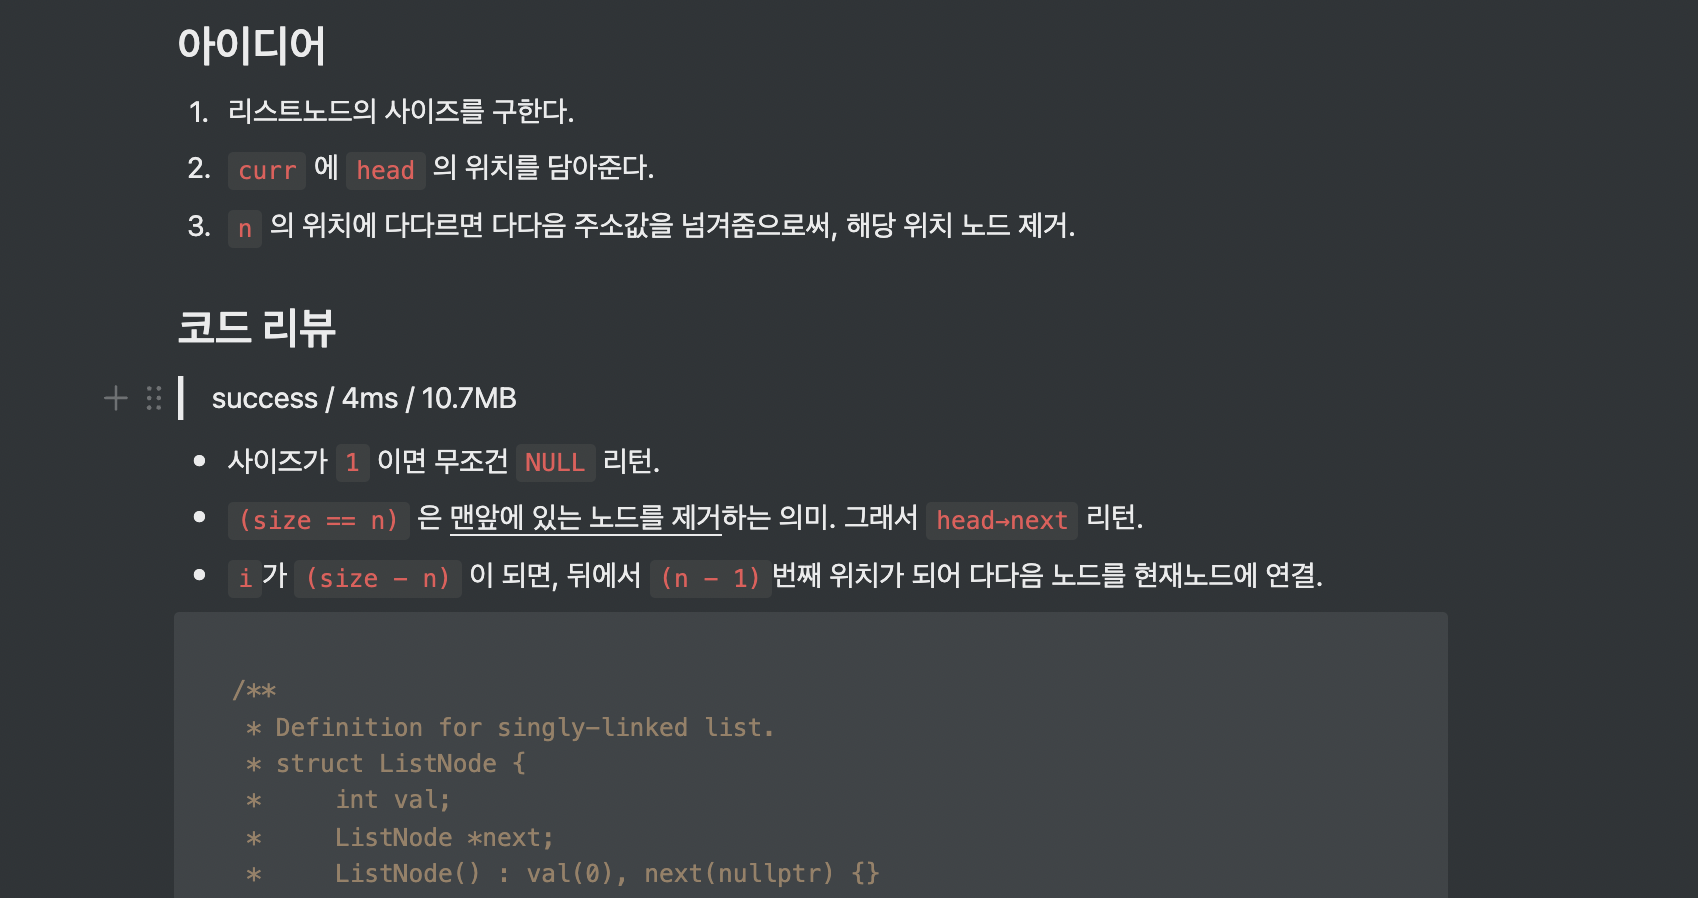 아이디어
1. 리스트노드의 사이즈를 구한다.
2. curr 에 head 의 위치를 담아준다.
3. n 의 위치에 다다르면 다다음 주소값을 넘겨줌으로써, 해당 위치 노드 제거.
코드 리뷰
success / 4ms / 10.7MB
• 사이즈가 1 이면 무조건 NULL 리턴.
• (size == n) 은 맨앞에 있는 노드를 제거하는 의미. 그래서 head→next 리턴.
• i 가 (size - n) 이 되면, 뒤에서 (n - 1) 번째 위치가 되어 다다음 노드를 현재노드에 연결.
/**
 * Definition for singly-linked list.
 * struct ListNode {
 *     int val;
 *     ListNode *next;
 *     ListNode() : val(0), next(nullptr) {}